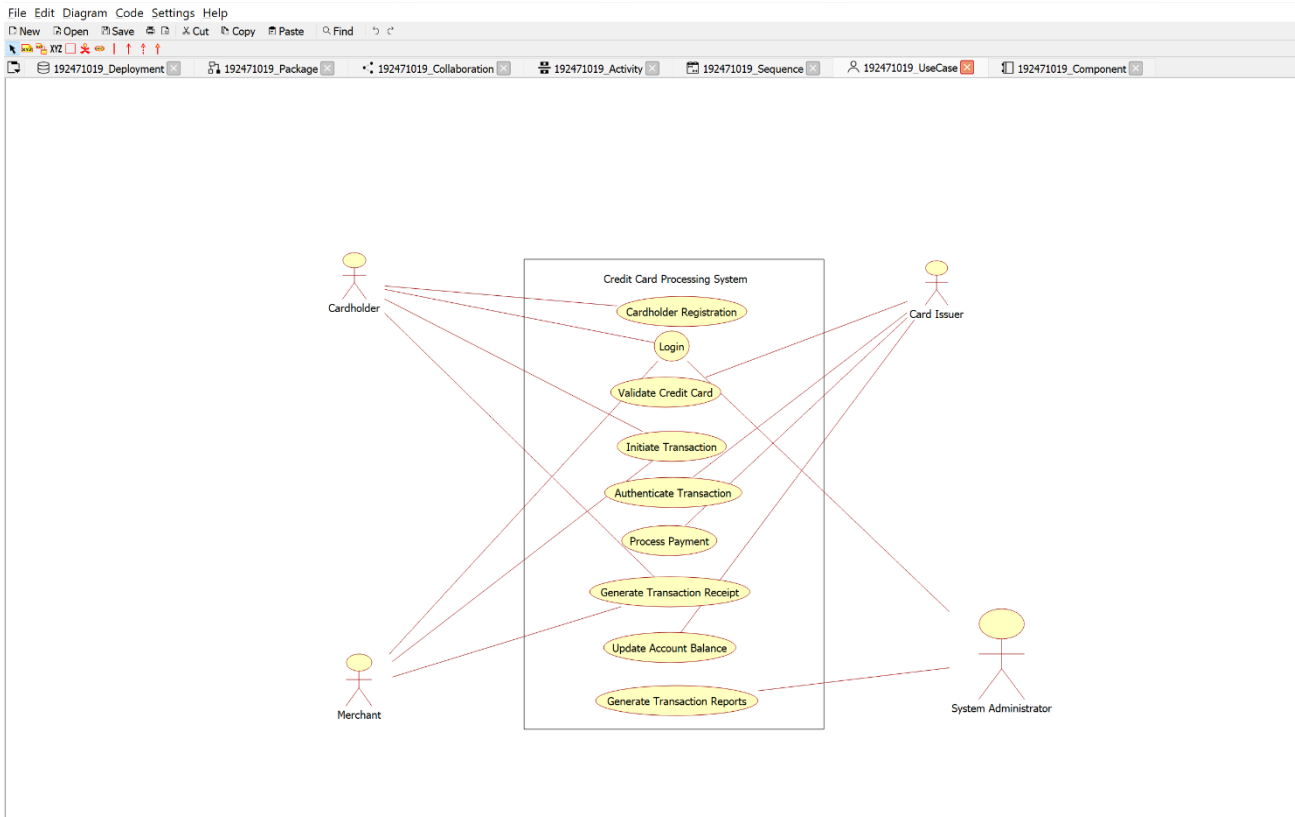 File Edit Diagram Code Settings Help
New Open Save Cut Copy Paste Find
XYZ
192471019_Deployment 192471019_Package 192471019_Collaboration 192471019_Activity 192471019_Sequence 192471019_UseCase 192471019_Component
Credit Card Processing System
Cardholder
Card Issuer
Cardholder Registration
Login
Validate Credit Card
Initiate Transaction
Authenticate Transaction
Process Payment
Generate Transaction Receipt
Update Account Balance
Generate Transaction Reports
Merchant
System Administrator